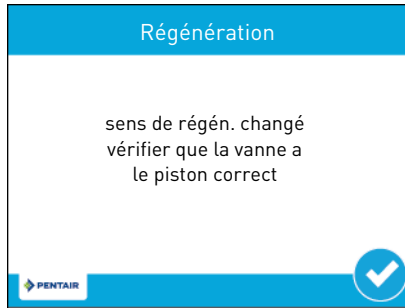 Régénération
sens de régén. changé
vérifier que la vanne a
le piston correct
PENTAIR